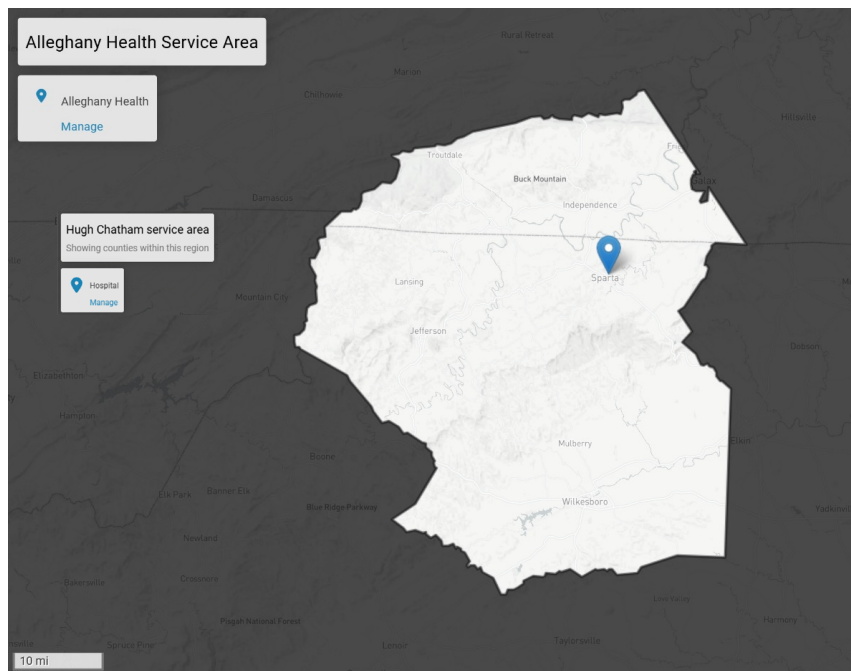 Alleghany Health Service Area
Alleghany Health
Manage
Hugh Chatham service area
Showing counties within this region
Hospital
Manage
Rural Retreat
Marion
Chilhowie
Hillsville
Troutdale
Buck Mountain
Galax
Damascus
Independence
Sparta
Lansing
Mountain City
Jefferson
Dobson
Elizabethton
Hampton
Mulberry
Elkin
Boone
Elk Park
Banner Elk
Wilkesboro
Blue Ridge Parkway
Newland
Crossnore
Bakersville
Pisgah National Forest
Harmony
Spruce Pine
Lenoir
Taylorsville
10 mi